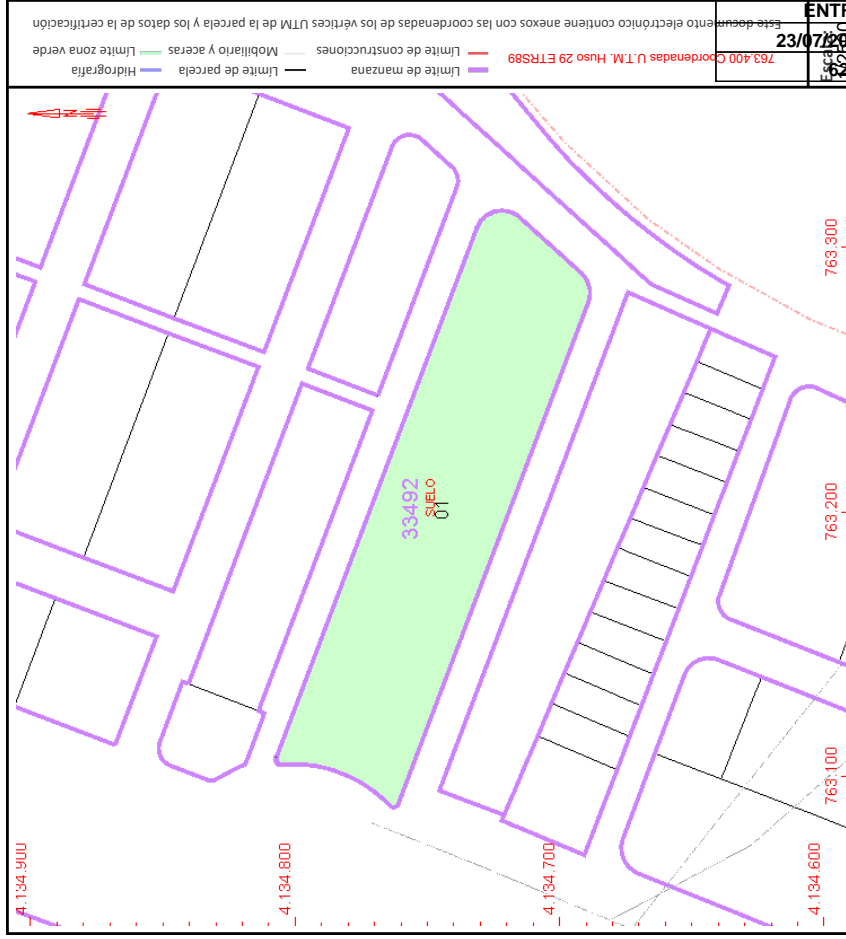 ENTR
23/07/20
Este documento electrónico contiene anexos con las coordenadas de los vértices UTM de la parcela y los datos de la certificación
763.400 Coordenadas U.T.M. Huso 29 ETRS89
Límite de manzana
Límite de construcciones
Límite de parcela
Mobiliario y aceras
Hidrografía
Límite zona verde
33492
SUELO
01
763.300
763.200
763.100
4.134.900
4.134.800
4.134.700
4.134.600